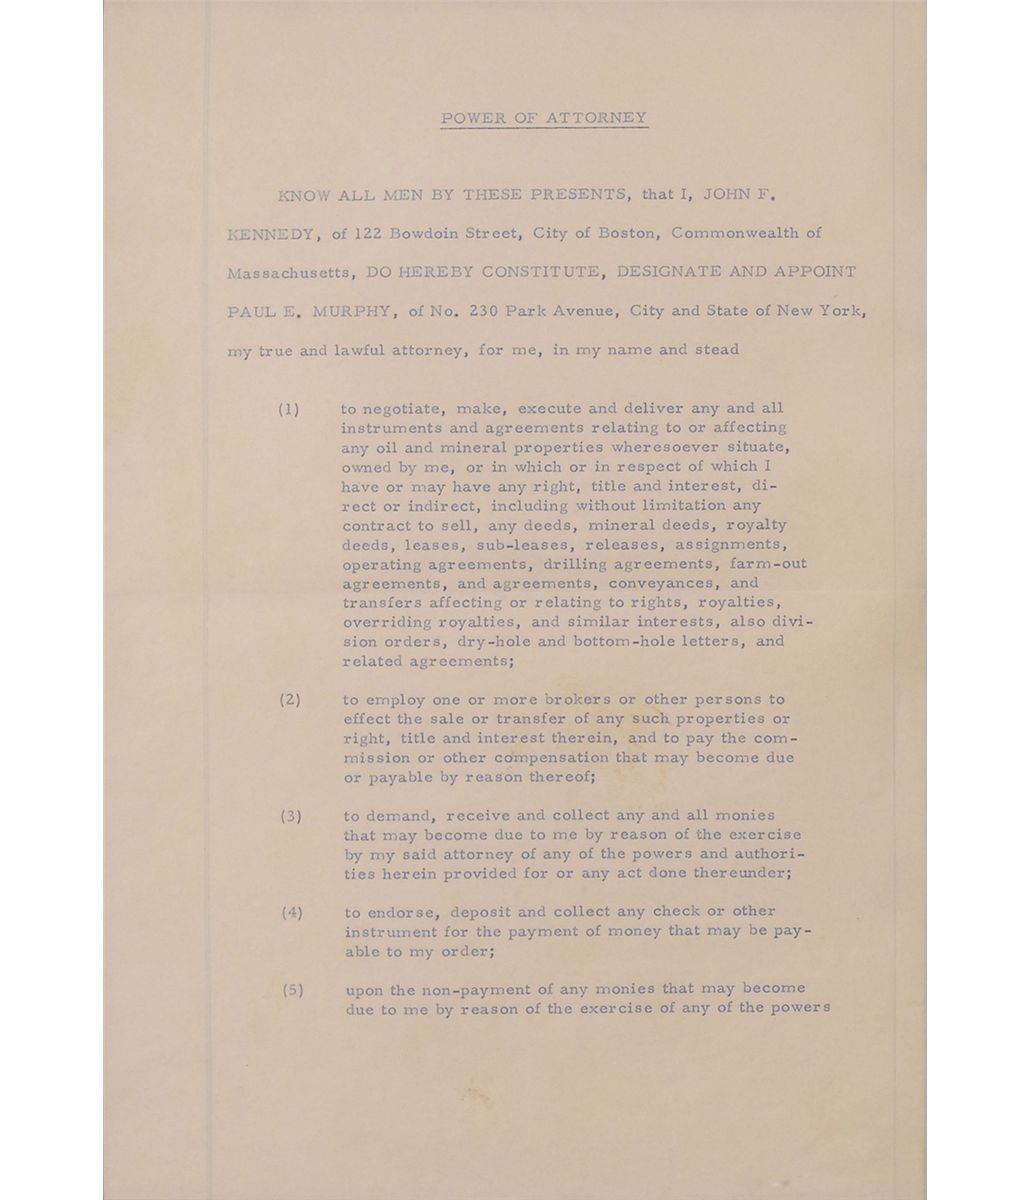 POWER OF ATTORNEY
KNOW ALL MEN BY THESE PRESENTS, that I, JOHN F.
KENNEDY, of 122 Bowdoin Street, City of Boston, Commonwealth of
Massachusetts, DO HEREBY CONSTITUTE, DESIGNATE AND APPOINT
PAUL E. MURPHY, of No. 230 Park Avenue, City and State of New York,
my true and lawful attorney, for me, in my name and stead
(1) to negotiate, make, execute and deliver any and all
instruments and agreements relating to or affecting
any oil and mineral properties wheresoever situate,
owned by me, or in which or in respect of which I
have or may have any right, title and interest, di-
rect or indirect, including without limitation any
contract to sell, any deeds, mineral deeds, royalty
deeds, leases, sub-leases, releases, assignments,
operating agreements, drilling agreements, farm-out
agreements, and agreements, conveyances, and
transfers affecting or relating to rights, royalties,
overriding royalties, and similar interests, also divi-
sion orders, dry-hole and bottom-hole letters, and
related agreements;
(2) to employ one or more brokers or other persons to
effect the sale or transfer of any such properties or
right, title and interest therein, and to pay the com-
mission or other compensation that may become due
or payable by reason thereof;
(3) to demand, receive and collect any and all monies
that may become due to me by reason of the exercise
by my said attorney of any of the powers and authori-
ties herein provided for or any act done thereunder;
(4) to endorse, deposit and collect any check or other
instrument for the payment of money that may be pay-
able to my order;
(5) upon the non-payment of any monies that may become
due to me by reason of the exercise of any of the powers